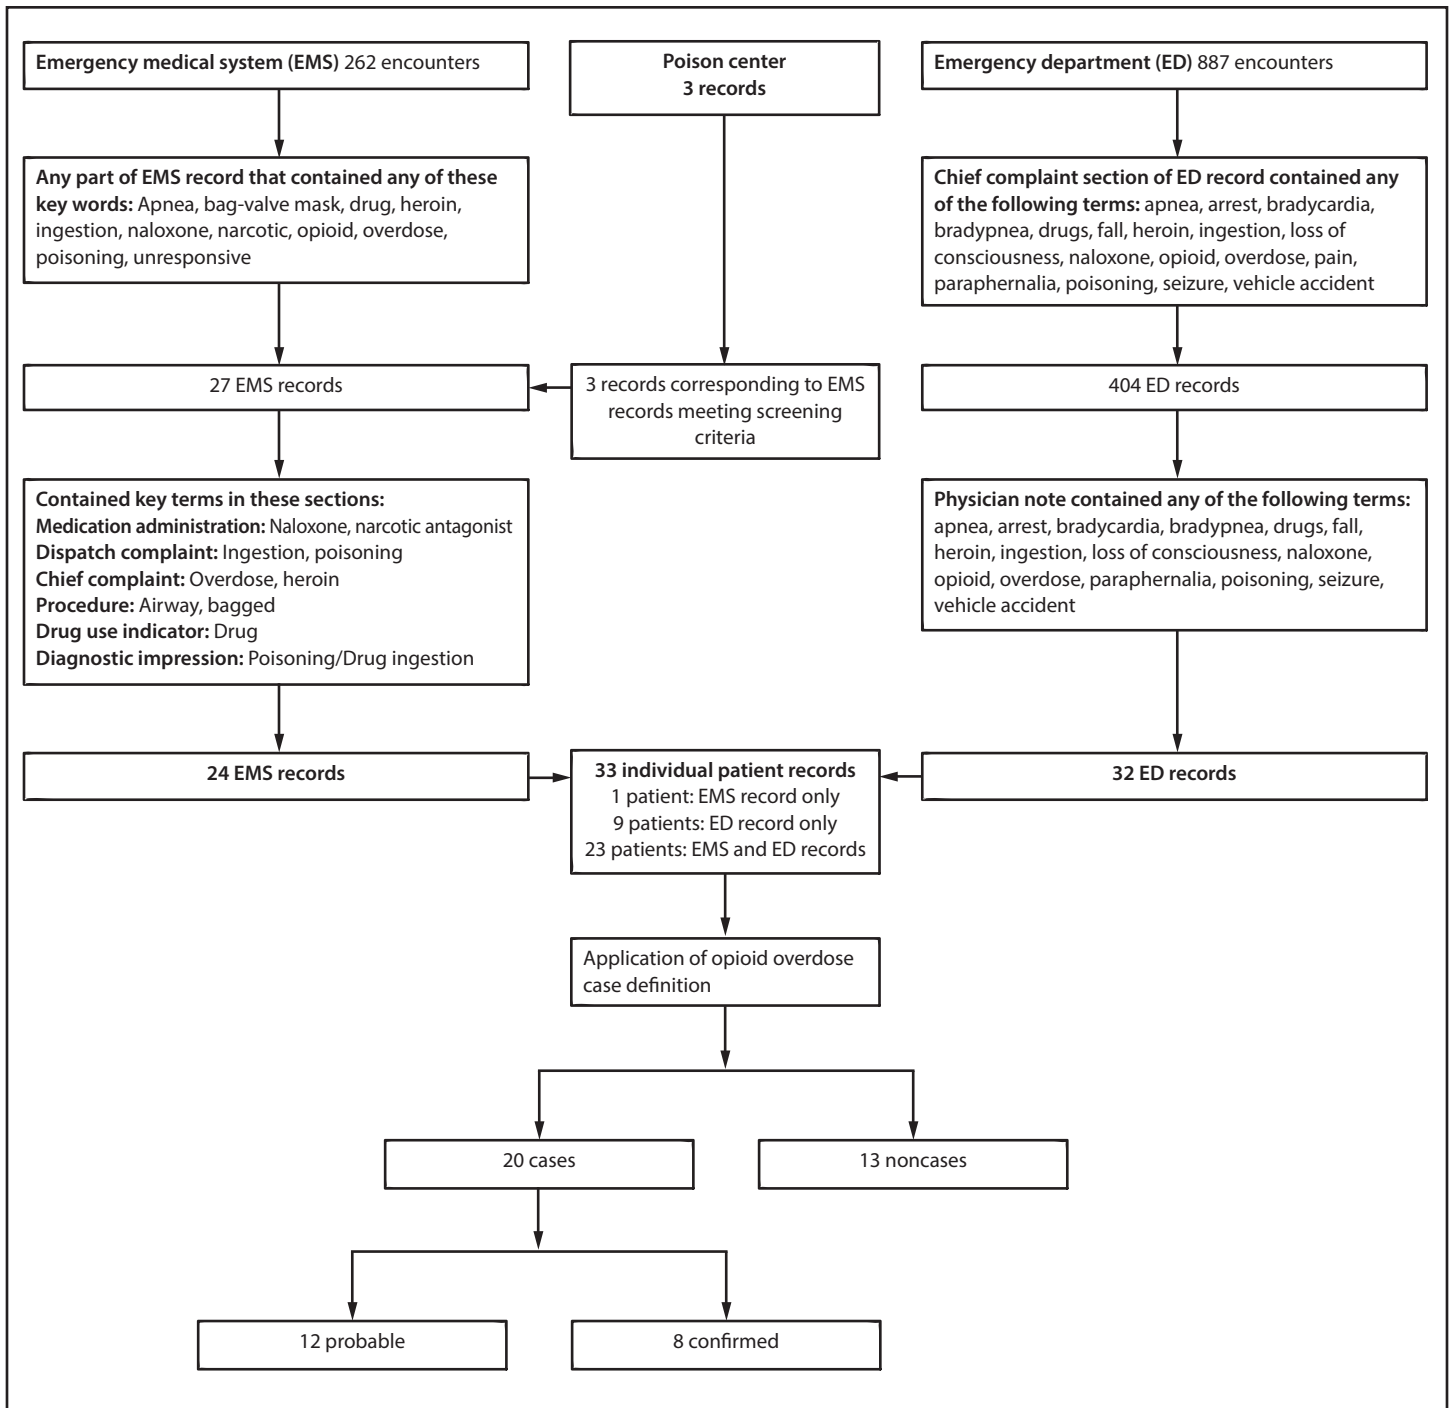 Emergency medical system (EMS) 262 encounters
Poison center
3 records
Emergency department (ED) 887 encounters
Any part of EMS record that contained any of these
key words: Apnea, bag-valve mask, drug, heroin,
ingestion, naloxone, narcotic, opioid, overdose,
poisoning, unresponsive
Chief complaint section of ED record contained any
of the following terms: apnea, arrest, bradycardia,
bradypnea, drugs, fall, heroin, ingestion, loss of
consciousness, naloxone, opioid, overdose, pain,
paraphernalia, poisoning, seizure, vehicle accident
27 EMS records
3 records corresponding to EMS
records meeting screening
criteria
404 ED records
Contained key terms in these sections:
Medication administration: Naloxone, narcotic antagonist
Dispatch complaint: Ingestion, poisoning
Chief complaint: Overdose, heroin
Procedure: Airway, bagged
Drug use indicator: Drug
Diagnostic impression: Poisoning/Drug ingestion
Physician note contained any of the following terms:
apnea, arrest, bradycardia, bradypnea, drugs, fall,
heroin, ingestion, loss of consciousness, naloxone,
opioid, overdose, paraphernalia, poisoning, seizure,
vehicle accident
24 EMS records
33 individual patient records
1 patient: EMS record only
9 patients: ED record only
23 patients: EMS and ED records
32 ED records
Application of opioid overdose
case definition
20 cases
13 noncases
12 probable
8 confirmed